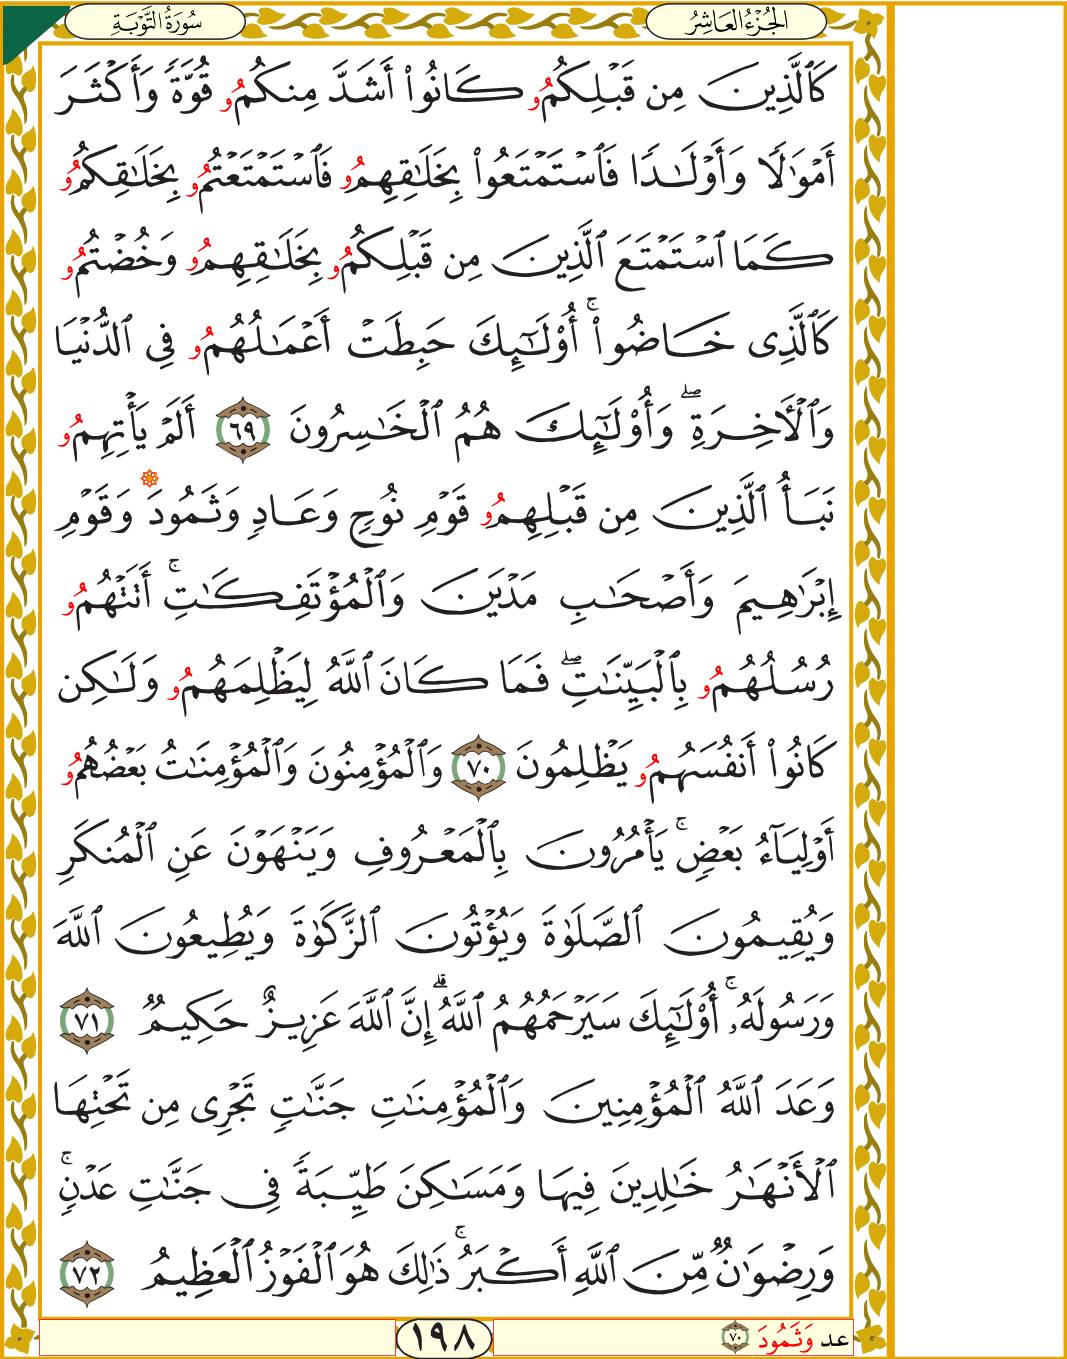 الجُزْءُ العَاشِرُ
سُورَةُ التَّوْبَةِ
كَٱلَّذِينَ مِن قَبْلِكُمُۥ كَانُوٓا۟ أَشَدَّ مِنكُمُۥ قُوَّةً وَأَكْثَرَ
أَمْوَٰلًا وَأَوْلَـٰدًا فَٱسْتَمْتَعُوا۟ بِخَلَـٰقِهِمُۥ فَٱسْتَمْتَعْتُمُۥ بِخَلَـٰقِكُمُۥ
كَمَا ٱسْتَمْتَعَ ٱلَّذِينَ مِن قَبْلِكُمُۥ بِخَلَـٰقِهِمُۥ وَخُضْتُمُۥ
كَٱلَّذِى خَاضُوٓا۟ ۚ أُو۟لَـٰٓئِكَ حَبِطَتْ أَعْمَـٰلُهُمُۥ فِى ٱلدُّنْيَا
وَٱلْـَٔاخِرَةِ ۖ وَأُو۟لَـٰٓئِكَ هُمُ ٱلْخَـٰسِرُونَ ٦٩ أَلَمْ يَأْتِهِمُۥ
نَبَأُ ٱلَّذِينَ مِن قَبْلِهِمُۥ قَوْمِ نُوحٍ وَعَادٍ وَثَمُودَ وَقَوْمِ
إِبْرَٰهِيمَ وَأَصْحَـٰبِ مَدْيَنَ وَٱلْمُؤْتَفِكَـٰتِ ۚ أَتَتْهُمُۥ
رُسُلُهُمُۥ بِٱلْبَيِّنَـٰتِ ۖ فَمَا كَانَ ٱللَّهُ لِيَظْلِمَهُمُۥ وَلَـٰكِن
كَانُوٓا۟ أَنفُسَهُمُۥ يَظْلِمُونَ ٧٠ وَٱلْمُؤْمِنُونَ وَٱلْمُؤْمِنَـٰتُ بَعْضُهُمُۥ
أَوْلِيَآءُ بَعْضٍ ۚ يَأْمُرُونَ بِٱلْمَعْرُوفِ وَيَنْهَوْنَ عَنِ ٱلْمُنكَرِ
وَيُقِيمُونَ ٱلصَّلَوٰةَ وَيُؤْتُونَ ٱلزَّكَوٰةَ وَيُطِيعُونَ ٱللَّهَ
وَرَسُولَهُۥٓ ۚ أُو۟لَـٰٓئِكَ سَيَرْحَمُهُمُ ٱللَّهُ ۗ إِنَّ ٱللَّهَ عَزِيزٌ حَكِيمٌ ٧١
وَعَدَ ٱللَّهُ ٱلْمُؤْمِنِينَ وَٱلْمُؤْمِنَـٰتِ جَنَّـٰتٍ تَجْرِى مِن تَحْتِهَا
ٱلْأَنْهَـٰرُ خَـٰلِدِينَ فِيهَا وَمَسَـٰكِنَ طَيِّبَةً فِى جَنَّـٰتِ عَدْنٍ ۚ
وَرِضْوَٰنٌ مِّنَ ٱللَّهِ أَكْبَرُ ۚ ذَٰلِكَ هُوَ ٱلْفَوْزُ ٱلْعَظِيمُ ٧٢
عد وَثَمُودَ ٧٠
١٩٨